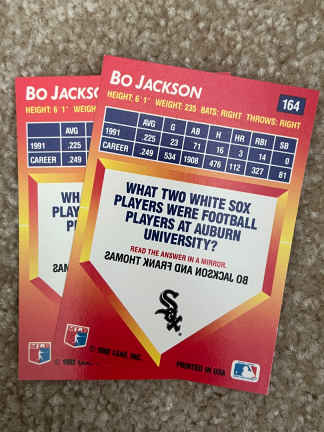 BO JACKSON
164
HEIGHT: 6' 1" WEIGHT: 235 BATS: RIGHT THROWS: RIGHT
AVG G AB H HR RBI SB
1991 .225 23 71 16 3 14 0
CAREER .249 534 1908 476 112 327 81
WHAT TWO WHITE SOX
PLAYERS WERE FOOTBALL
PLAYERS AT AUBURN
UNIVERSITY?
READ THE ANSWER IN A MIRROR.
BO JACKSON AND FRANK THOMAS
Sox
PRINTED IN USA
BO JACKSO
HEIGHT: 6' 1" WEIGH
AVG
1991 .225
CAREER .249
WH
PLAY
PLA